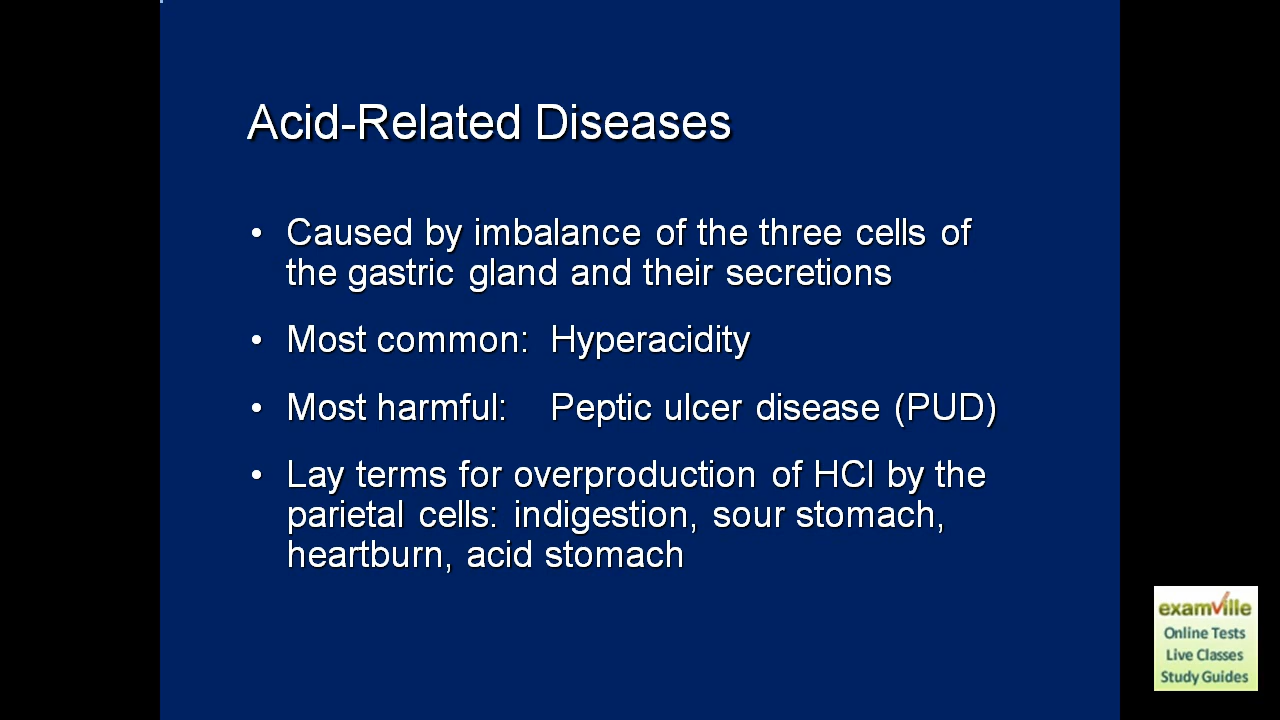 Acid-Related Diseases
• Caused by imbalance of the three cells of
the gastric gland and their secretions
• Most common: Hyperacidity
• Most harmful: Peptic ulcer disease (PUD)
• Lay terms for overproduction of HCl by the
parietal cells: indigestion, sour stomach,
heartburn, acid stomach
examville
Online Tests
Live Classes
Study Guides